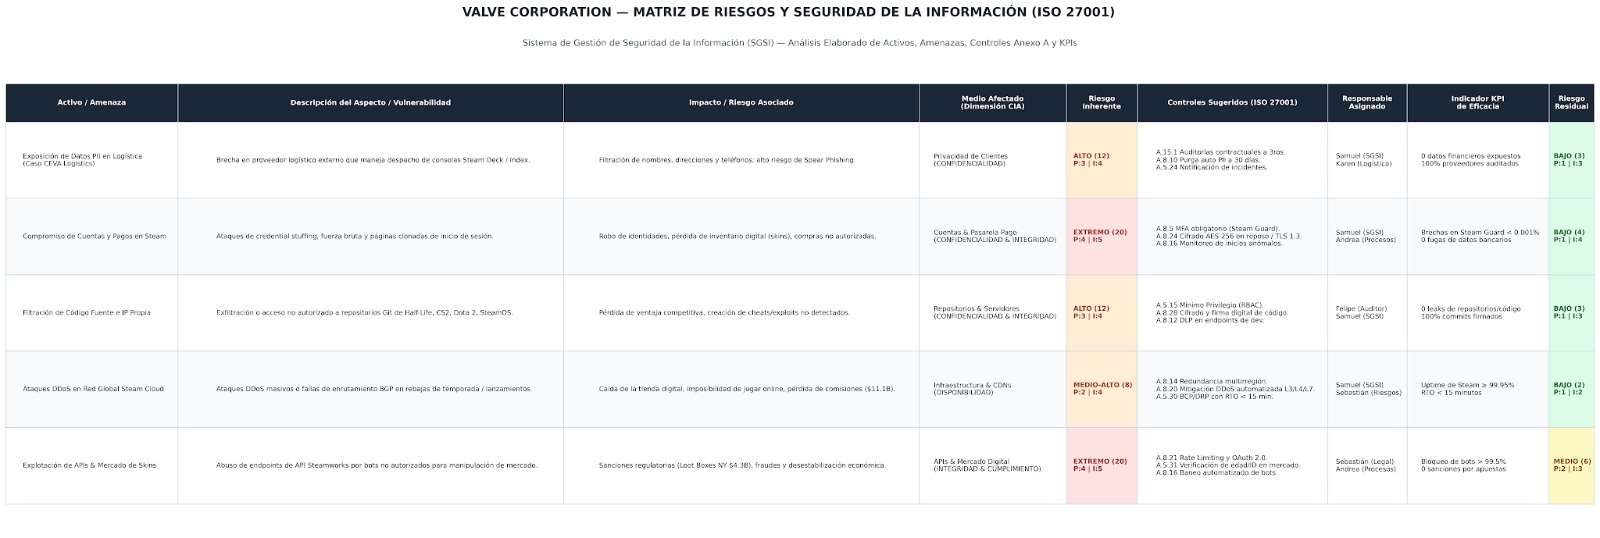 VALVE CORPORATION — MATRIZ DE RIESGOS Y SEGURIDAD DE LA INFORMACIÓN (ISO 27001)
Sistema de Gestión de Seguridad de la Información (SGSI) — Análisis Elaborado de Activos, Amenazas, Controles Anexo A y KPIs
Activo / Amenaza
Descripción del Aspecto / Vulnerabilidad
Impacto / Riesgo Asociado
Medio Afectado
(Dimensión CIA)
Riesgo
Inherente
Controles Sugeridos (ISO 27001)
Responsable
Asignado
Indicador KPI
de Eficacia
Riesgo
Residual
Exposición de Datos PII en Logística
(Caso CEVA Logistics)
Brecha en proveedor logístico externo que maneja despacho de consolas Steam Deck / Index.
Filtración de nombres, direcciones y teléfonos; alto riesgo de Spear Phishing.
Privacidad de Clientes
(CONFIDENCIALIDAD)
ALTO (12)
P:3 | I:4
A.15.1 Auditorías contractuales a 3ros.
A.8.10 Purga auto PII a 30 días.
A.5.24 Notificación de incidentes.
Samuel (SGSI)
Karen (Logística)
0 datos financieros expuestos
100% proveedores auditados
BAJO (3)
P:1 | I:3
Compromiso de Cuentas y Pagos en Steam
Ataques de credential stuffing, fuerza bruta y páginas clonadas de inicio de sesión.
Robo de identidades, pérdida de inventario digital (skins), compras no autorizadas.
Cuentas & Pasarela Pago
(CONFIDENCIALIDAD & INTEGRIDAD)
EXTREMO (20)
P:4 | I:5
A.8.5 MFA obligatorio (Steam Guard).
A.8.24 Cifrado AES-256 en reposo / TLS 1.3.
A.8.16 Monitoreo de inicios anómalos.
Samuel (SGSI)
Andrea (Procesos)
Brechas en Steam Guard < 0.001%
0 fugas de datos bancarios
BAJO (4)
P:1 | I:4
Filtración de Código Fuente e IP Propia
Exfiltración o acceso no autorizado a repositorios Git de Half-Life, CS2, Dota 2, SteamOS.
Pérdida de ventaja competitiva, creación de cheats/exploits no detectados.
Repositorios & Servidores
(CONFIDENCIALIDAD & INTEGRIDAD)
ALTO (12)
P:3 | I:4
A.5.15 Mínimo Privilegio (RBAC).
A.8.28 Cifrado y firma digital de código.
A.8.12 DLP en endpoints de dev.
Felipe (Auditor)
Samuel (SGSI)
0 leaks de repositorios/código
100% commits firmados
BAJO (3)
P:1 | I:3
Ataques DDoS en Red Global Steam Cloud
Ataques DDoS masivos o fallas de enrutamiento BGP en rebajas de temporada / lanzamientos.
Caída de la tienda digital, imposibilidad de jugar online, pérdida de comisiones ($11.1B).
Infraestructura & CDNs
(DISPONIBILIDAD)
MEDIO-ALTO (8)
P:2 | I:4
A.8.14 Redundancia multirregión.
A.8.20 Mitigación DDoS automatizada L3/L4/L7.
A.5.30 BCP/DRP con RTO < 15 min.
Samuel (SGSI)
Sebastián (Riesgos)
Uptime de Steam ≥ 99.95%
RTO < 15 minutos
BAJO (2)
P:1 | I:2
Explotación de APIs & Mercado de Skins
Abuso de endpoints de API Steamworks por bots no autorizados para manipulación de mercado.
Sanciones regulatorias (Loot Boxes NY $4.3B), fraudes y desestabilización económica.
APIs & Mercado Digital
(INTEGRIDAD & CUMPLIMIENTO)
EXTREMO (20)
P:4 | I:5
A.8.21 Rate Limiting y OAuth 2.0.
A.5.31 Verificación de edad/ID en mercado.
A.8.16 Baneo automatizado de bots.
Sebastián (Legal)
Andrea (Procesos)
Bloqueo de bots > 99.5%
0 sanciones por apuestas
MEDIO (6)
P:2 | I:3